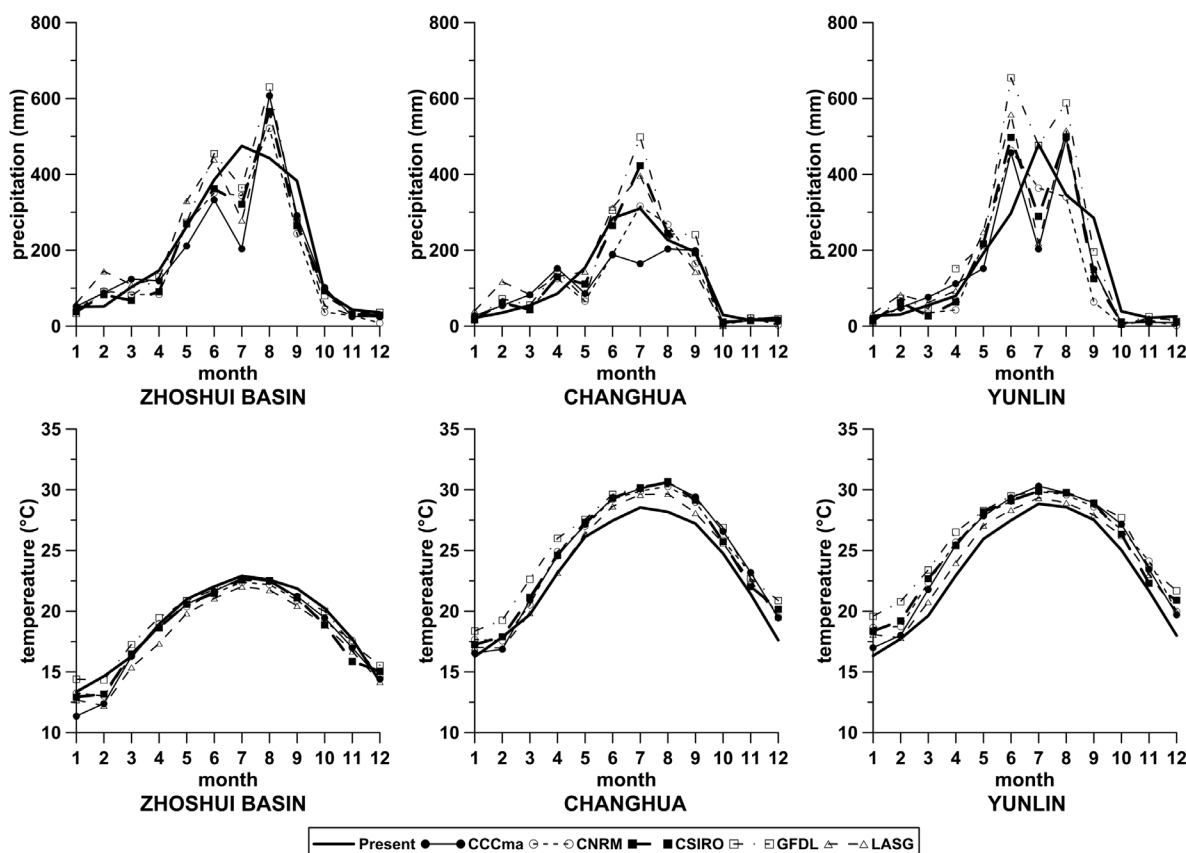 800
600
400
200
0
precipitation (mm)
1 2 3 4 5 6 7 8 9 10 11 12
month
ZHOSHUI BASIN
800
600
400
200
0
precipitation (mm)
1 2 3 4 5 6 7 8 9 10 11 12
month
CHANGHUA
800
600
400
200
0
precipitation (mm)
1 2 3 4 5 6 7 8 9 10 11 12
month
YUNLIN
35
30
25
20
15
10
tempereature (°C)
1 2 3 4 5 6 7 8 9 10 11 12
month
ZHOSHUI BASIN
35
30
25
20
15
10
tempereature (°C)
1 2 3 4 5 6 7 8 9 10 11 12
month
CHANGHUA
35
30
25
20
15
10
tempereature (°C)
1 2 3 4 5 6 7 8 9 10 11 12
month
YUNLIN
Present CCCma CNRM CSIRO GFDL LASG